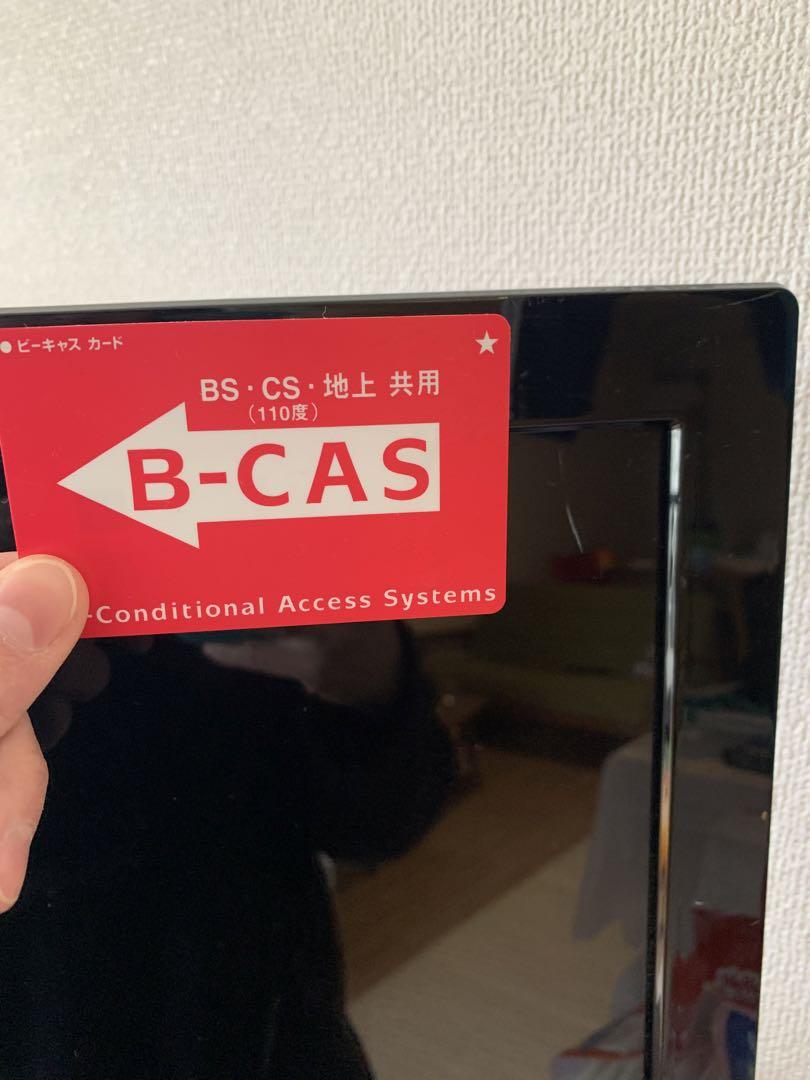 ● ビーキャス カード
★
BS・CS・地上 共用
(110度)
B-CAS
-Conditional Access Systems